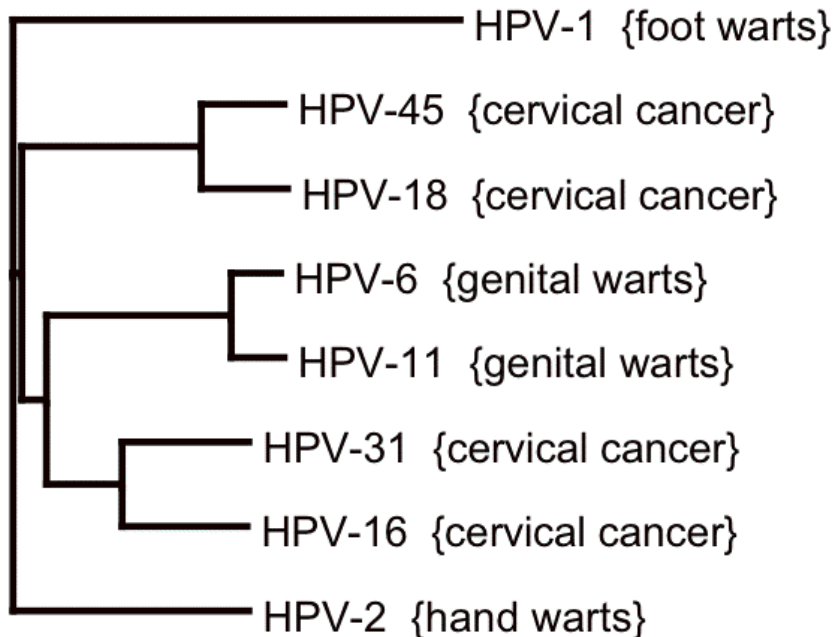 HPV-1 {foot warts}
HPV-45 {cervical cancer}
HPV-18 {cervical cancer}
HPV-6 {genital warts}
HPV-11 {genital warts}
HPV-31 {cervical cancer}
HPV-16 {cervical cancer}
HPV-2 {hand warts}